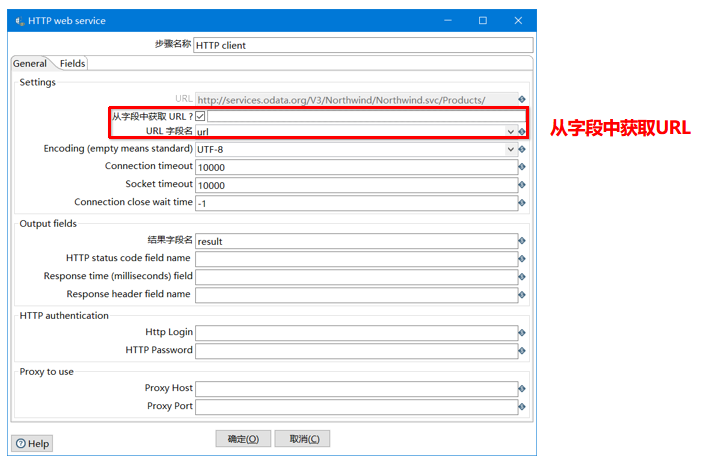 HTTP web service
步骤名称 HTTP client
General Fields
Settings
URL http://services.odata.org/V3/Northwind/Northwind.svc/Products/
从字段中获取 URL ?
从字段中获取URL
URL 字段名 url
Encoding (empty means standard) UTF-8
Connection timeout 10000
Socket timeout 10000
Connection close wait time -1
Output fields
结果字段名 result
HTTP status code field name
Response time (milliseconds) field
Response header field name
HTTP authentication
Http Login
HTTP Password
Proxy to use
Proxy Host
Proxy Port
确定(O) 取消(C)
Help